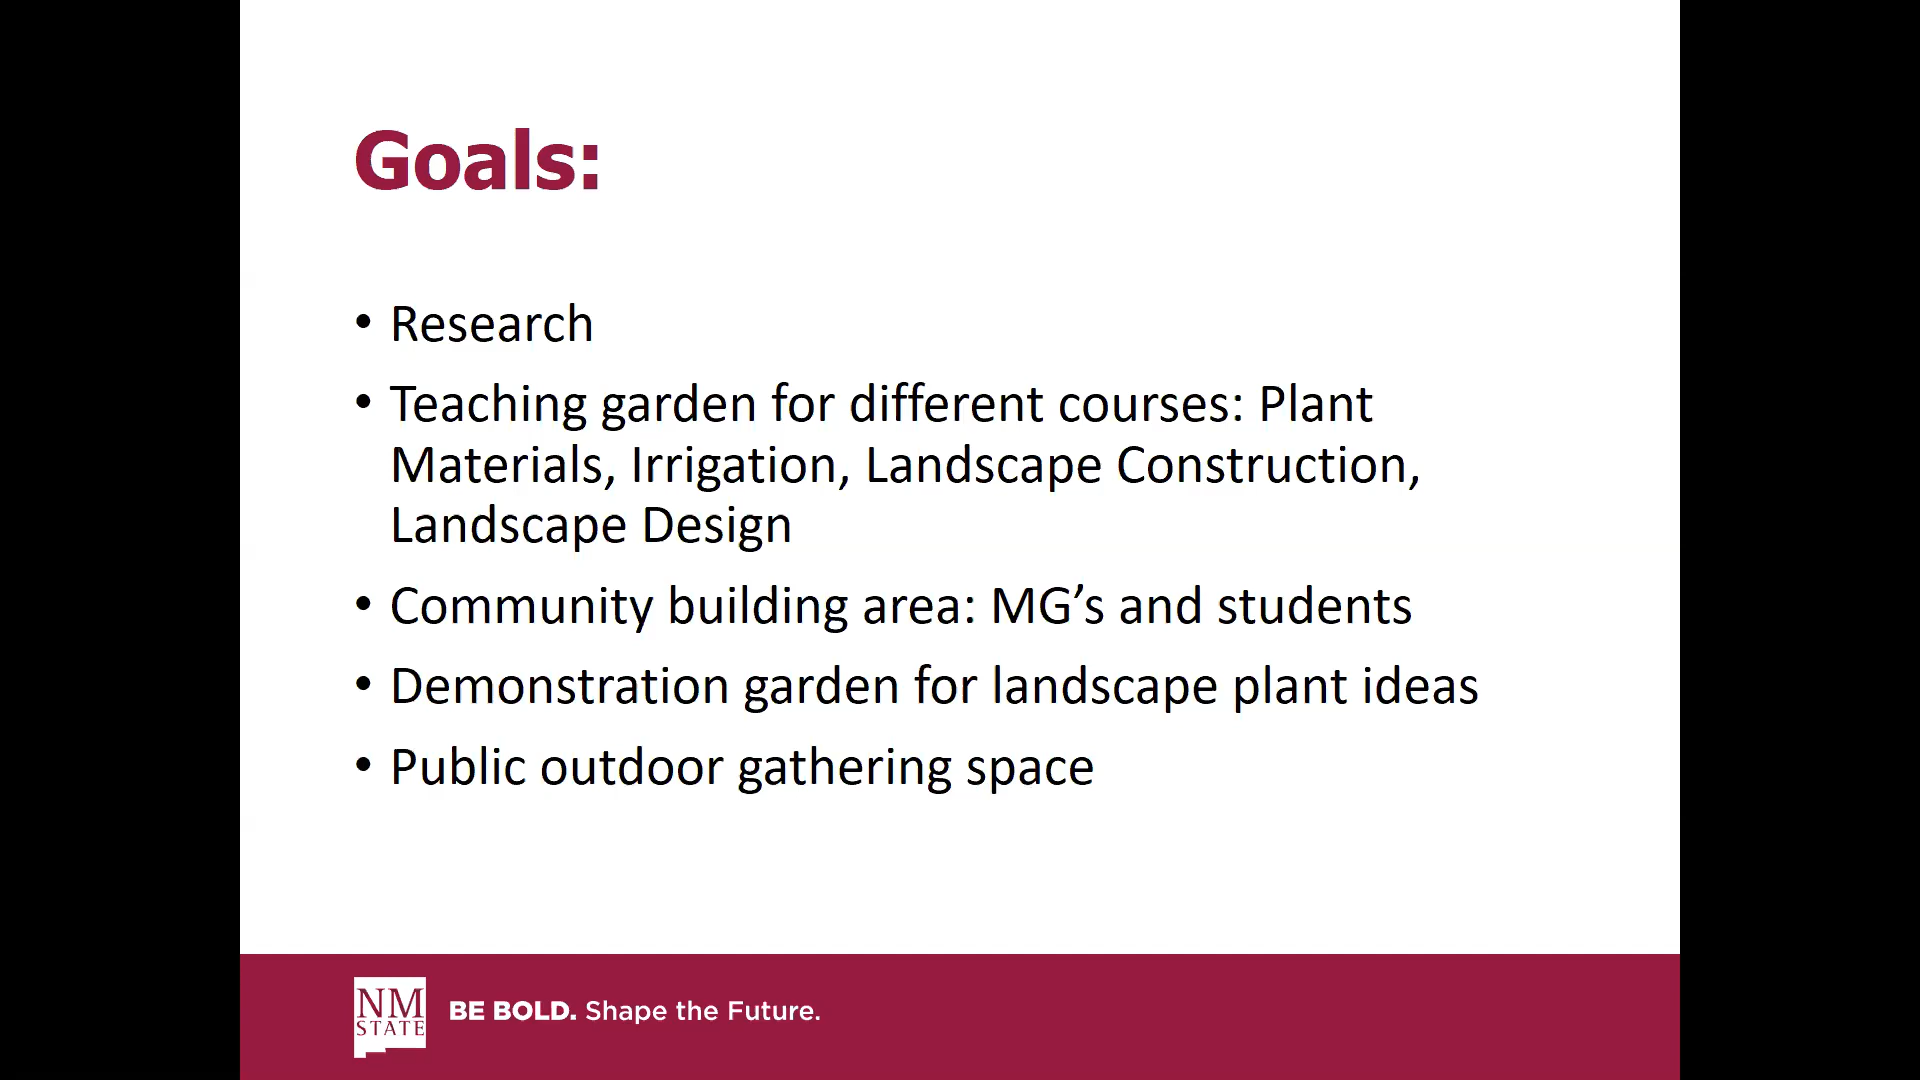 Goals:
• Research
• Teaching garden for different courses: Plant
Materials, Irrigation, Landscape Construction,
Landscape Design
• Community building area: MG’s and students
• Demonstration garden for landscape plant ideas
• Public outdoor gathering space
NM
STATE
BE BOLD. Shape the Future.